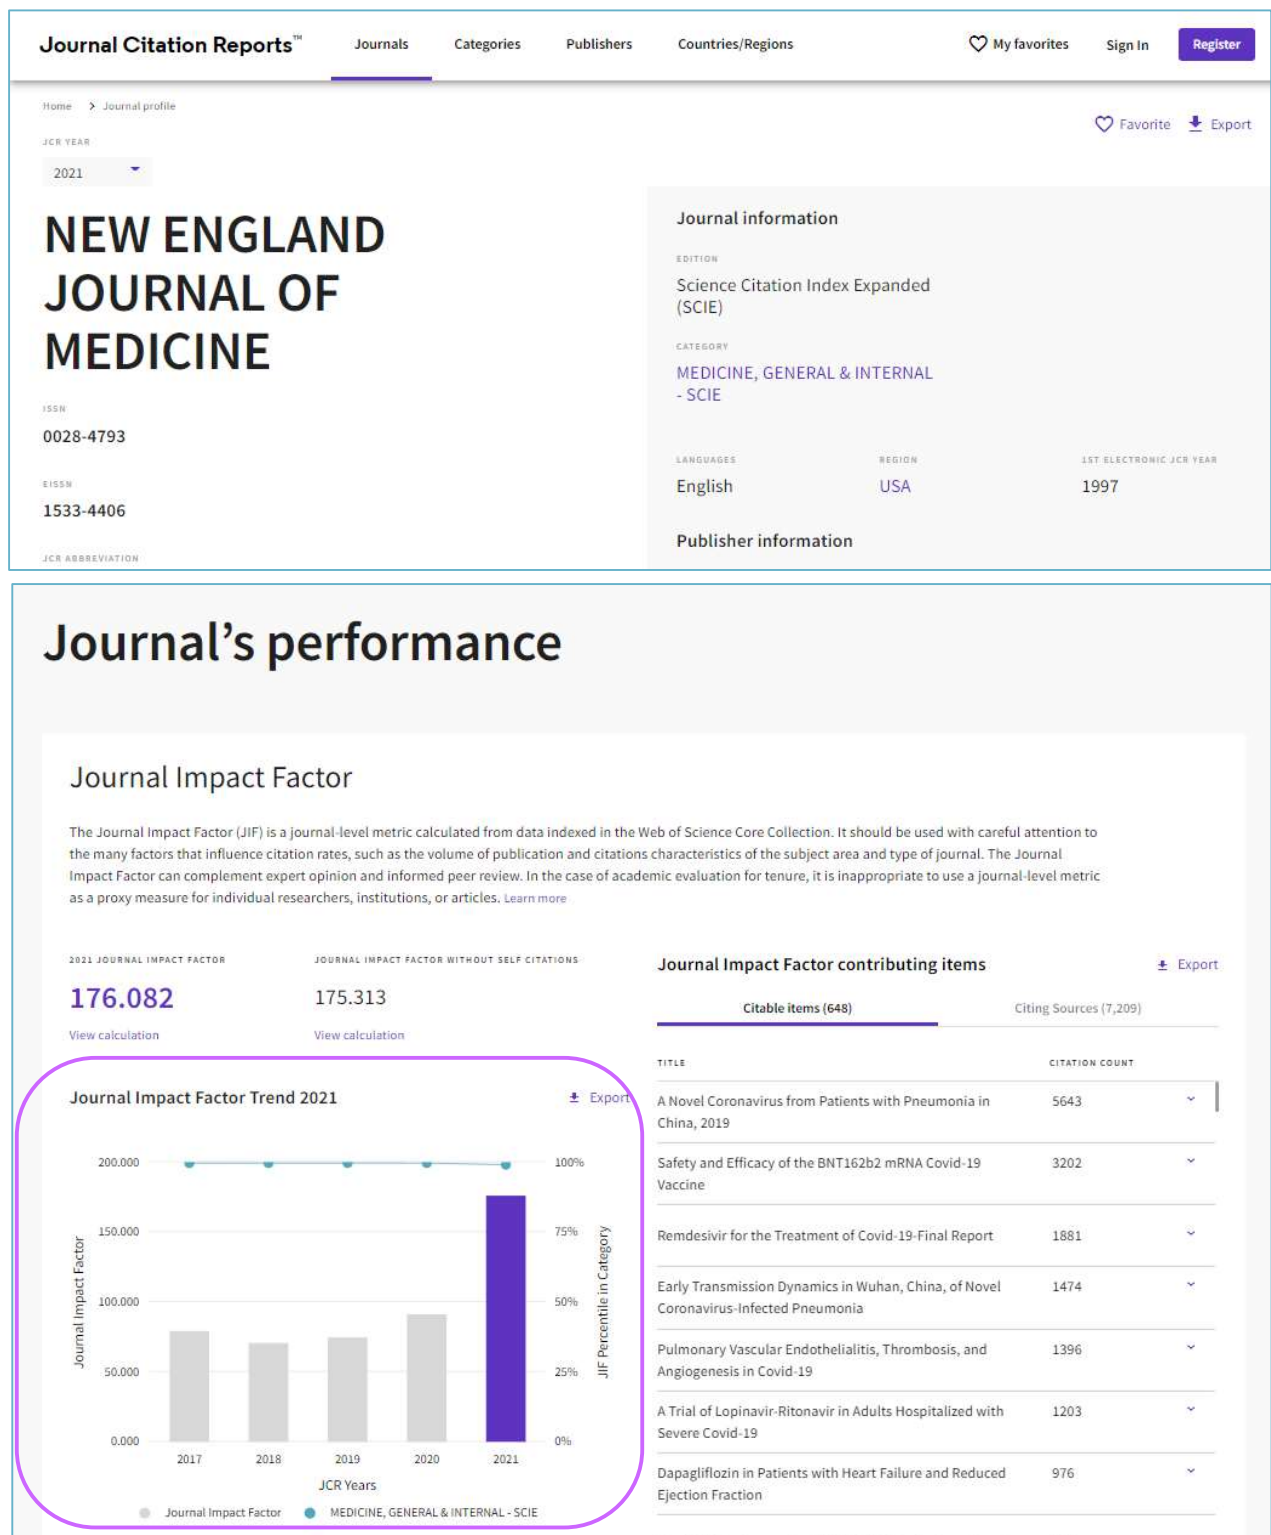 Journal Citation Reports™
Journals
Categories
Publishers
Countries/Regions
My favorites
Sign In
Register
Home > Journal profile
Favorite
Export
JCR YEAR
2021
NEW ENGLAND
JOURNAL OF
MEDICINE
ISSN
0028-4793
EISSN
1533-4406
JCR ABBREVIATION
Journal information
EDITION
Science Citation Index Expanded
(SCIE)
CATEGORY
MEDICINE, GENERAL & INTERNAL
- SCIE
LANGUAGES
English
REGION
USA
1ST ELECTRONIC JCR YEAR
1997
Publisher information
Journal's performance
Journal Impact Factor
The Journal Impact Factor (JIF) is a journal-level metric calculated from data indexed in the Web of Science Core Collection. It should be used with careful attention to
the many factors that influence citation rates, such as the volume of publication and citations characteristics of the subject area and type of journal. The Journal
Impact Factor can complement expert opinion and informed peer review. In the case of academic evaluation for tenure, it is inappropriate to use a journal-level metric
as a proxy measure for individual researchers, institutions, or articles. Learn more
2021 JOURNAL IMPACT FACTOR
176.082
View calculation
JOURNAL IMPACT FACTOR WITHOUT SELF CITATIONS
175.313
View calculation
Journal Impact Factor Trend 2021
Export
200.000
150.000
100.000
50.000
0.000
Journal Impact Factor
100%
75%
50%
25%
0%
JIF Percentile in Category
2017
2018
2019
2020
2021
JCR Years
Journal Impact Factor
MEDICINE, GENERAL & INTERNAL - SCIE
Journal Impact Factor contributing items
Export
Citable items (648)
Citing Sources (7,209)
TITLE
CITATION COUNT
A Novel Coronavirus from Patients with Pneumonia in
China, 2019
5643
Safety and Efficacy of the BNT162b2 mRNA Covid-19
Vaccine
3202
Remdesivir for the Treatment of Covid-19-Final Report
1881
Early Transmission Dynamics in Wuhan, China, of Novel
Coronavirus-Infected Pneumonia
1474
Pulmonary Vascular Endothelialitis, Thrombosis, and
Angiogenesis in Covid-19
1396
A Trial of Lopinavir-Ritonavir in Adults Hospitalized with
Severe Covid-19
1203
Dapagliflozin in Patients with Heart Failure and Reduced
Ejection Fraction
976